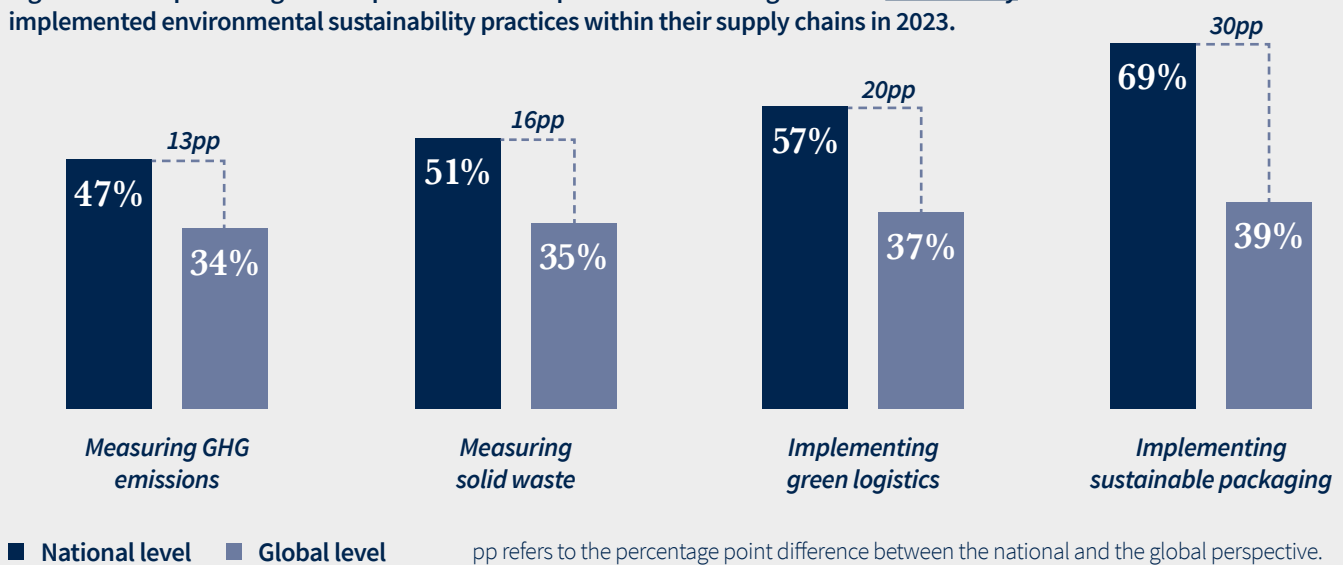 implemented environmental sustainability practices within their supply chains in 2023.
30pp
69%
20pp
57%
16pp
13pp
51%
47%
39%
37%
35%
34%
Measuring GHG
emissions
Measuring
solid waste
Implementing
green logistics
Implementing
sustainable packaging
National level
Global level
pp refers to the percentage point difference between the national and the global perspective.